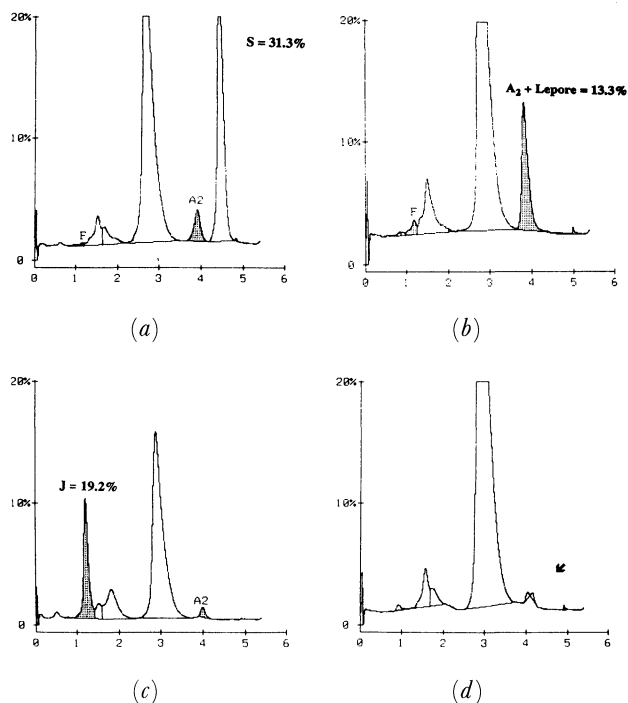 20%
S = 31.3%
10%
F
A2
0
0 1 2 3 4 5 6
(a)
20%
A₂ + Lepore = 13.3%
10%
F
0
0 1 2 3 4 5 6
(b)
20%
J = 19.2%
10%
A2
0
0 1 2 3 4 5 6
(c)
20%
10%
0
0 1 2 3 4 5 6
(d)